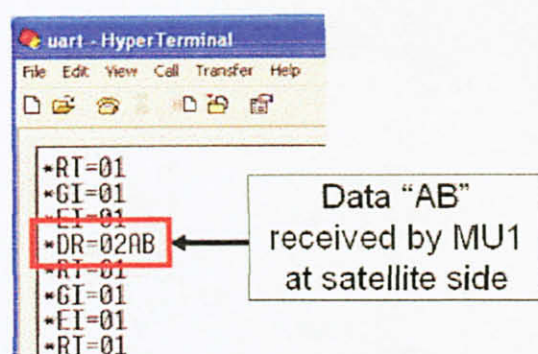 uart - HyperTerminal
File Edit View Call Transfer Help
*RT=01
*GI=01
*EI=01
*DR=02AB
*RT=01
*GI=01
*EI=01
*RT=01
Data “AB”
received by MU1
at satellite side